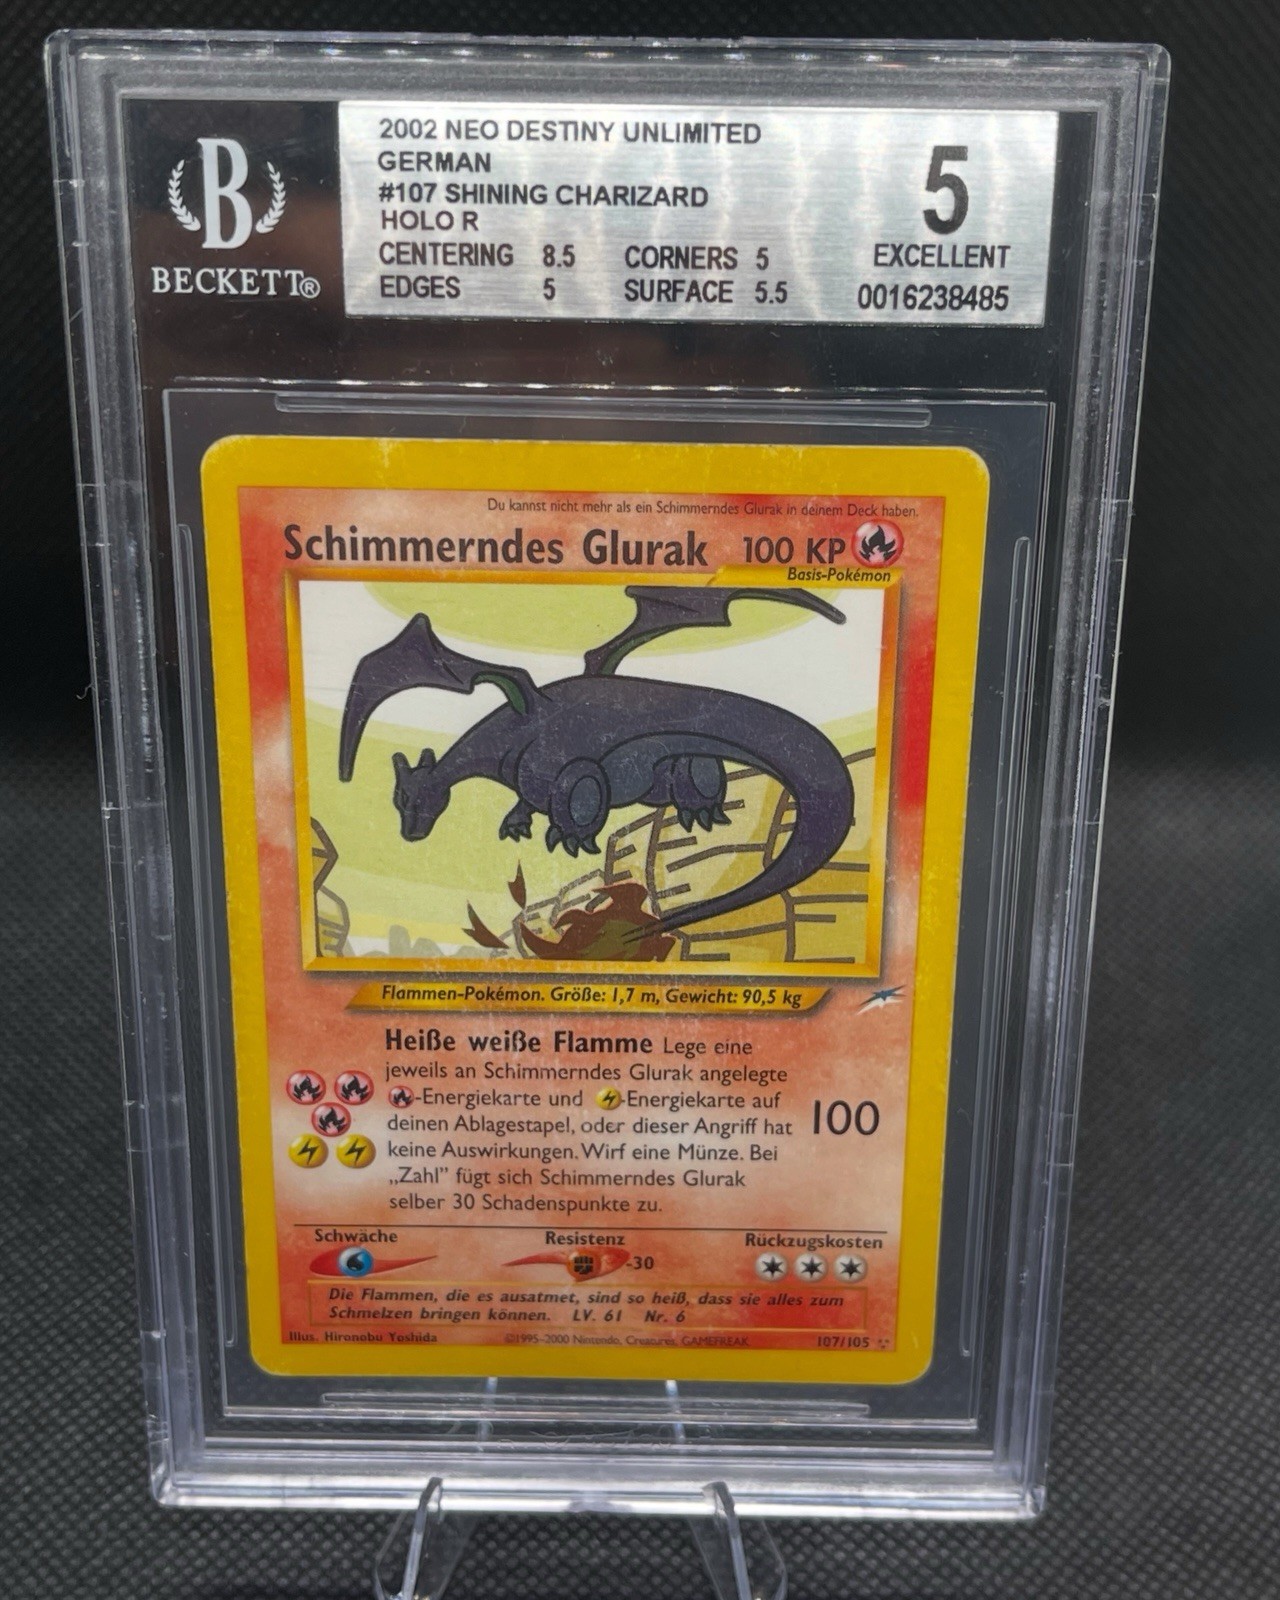 2002 NEO DESTINY UNLIMITED
GERMAN
#107 SHINING CHARIZARD
HOLO R
CENTERING 8.5 CORNERS 5
EDGES 5 SURFACE 5.5
5
EXCELLENT
0016238485
B
BECKETT®
Du kannst nicht mehr als ein Schimmerndes Glurak in deinem Deck haben.
Schimmerndes Glurak 100 KP
Basis-Pokémon
Flammen-Pokémon. Größe: 1,7 m, Gewicht: 90,5 kg
Heiße weiße Flamme Lege eine
jeweils an Schimmerndes Glurak angelegte
-Energiekarte und -Energiekarte auf
deinen Ablagestapel, oder dieser Angriff hat
keine Auswirkungen. Wirf eine Münze. Bei
„Zahl” fügt sich Schimmerndes Glurak
selber 30 Schadenspunkte zu.
100
Schwäche Resistenz Rückzugskosten
-30
Die Flammen, die es ausatmet, sind so heiß, dass sie alles zum
Schmelzen bringen können. LV. 61 Nr. 6
Illus. Hironobu Yoshida ©1995-2000 Nintendo, Creatures, GAMEFREAK 107/105